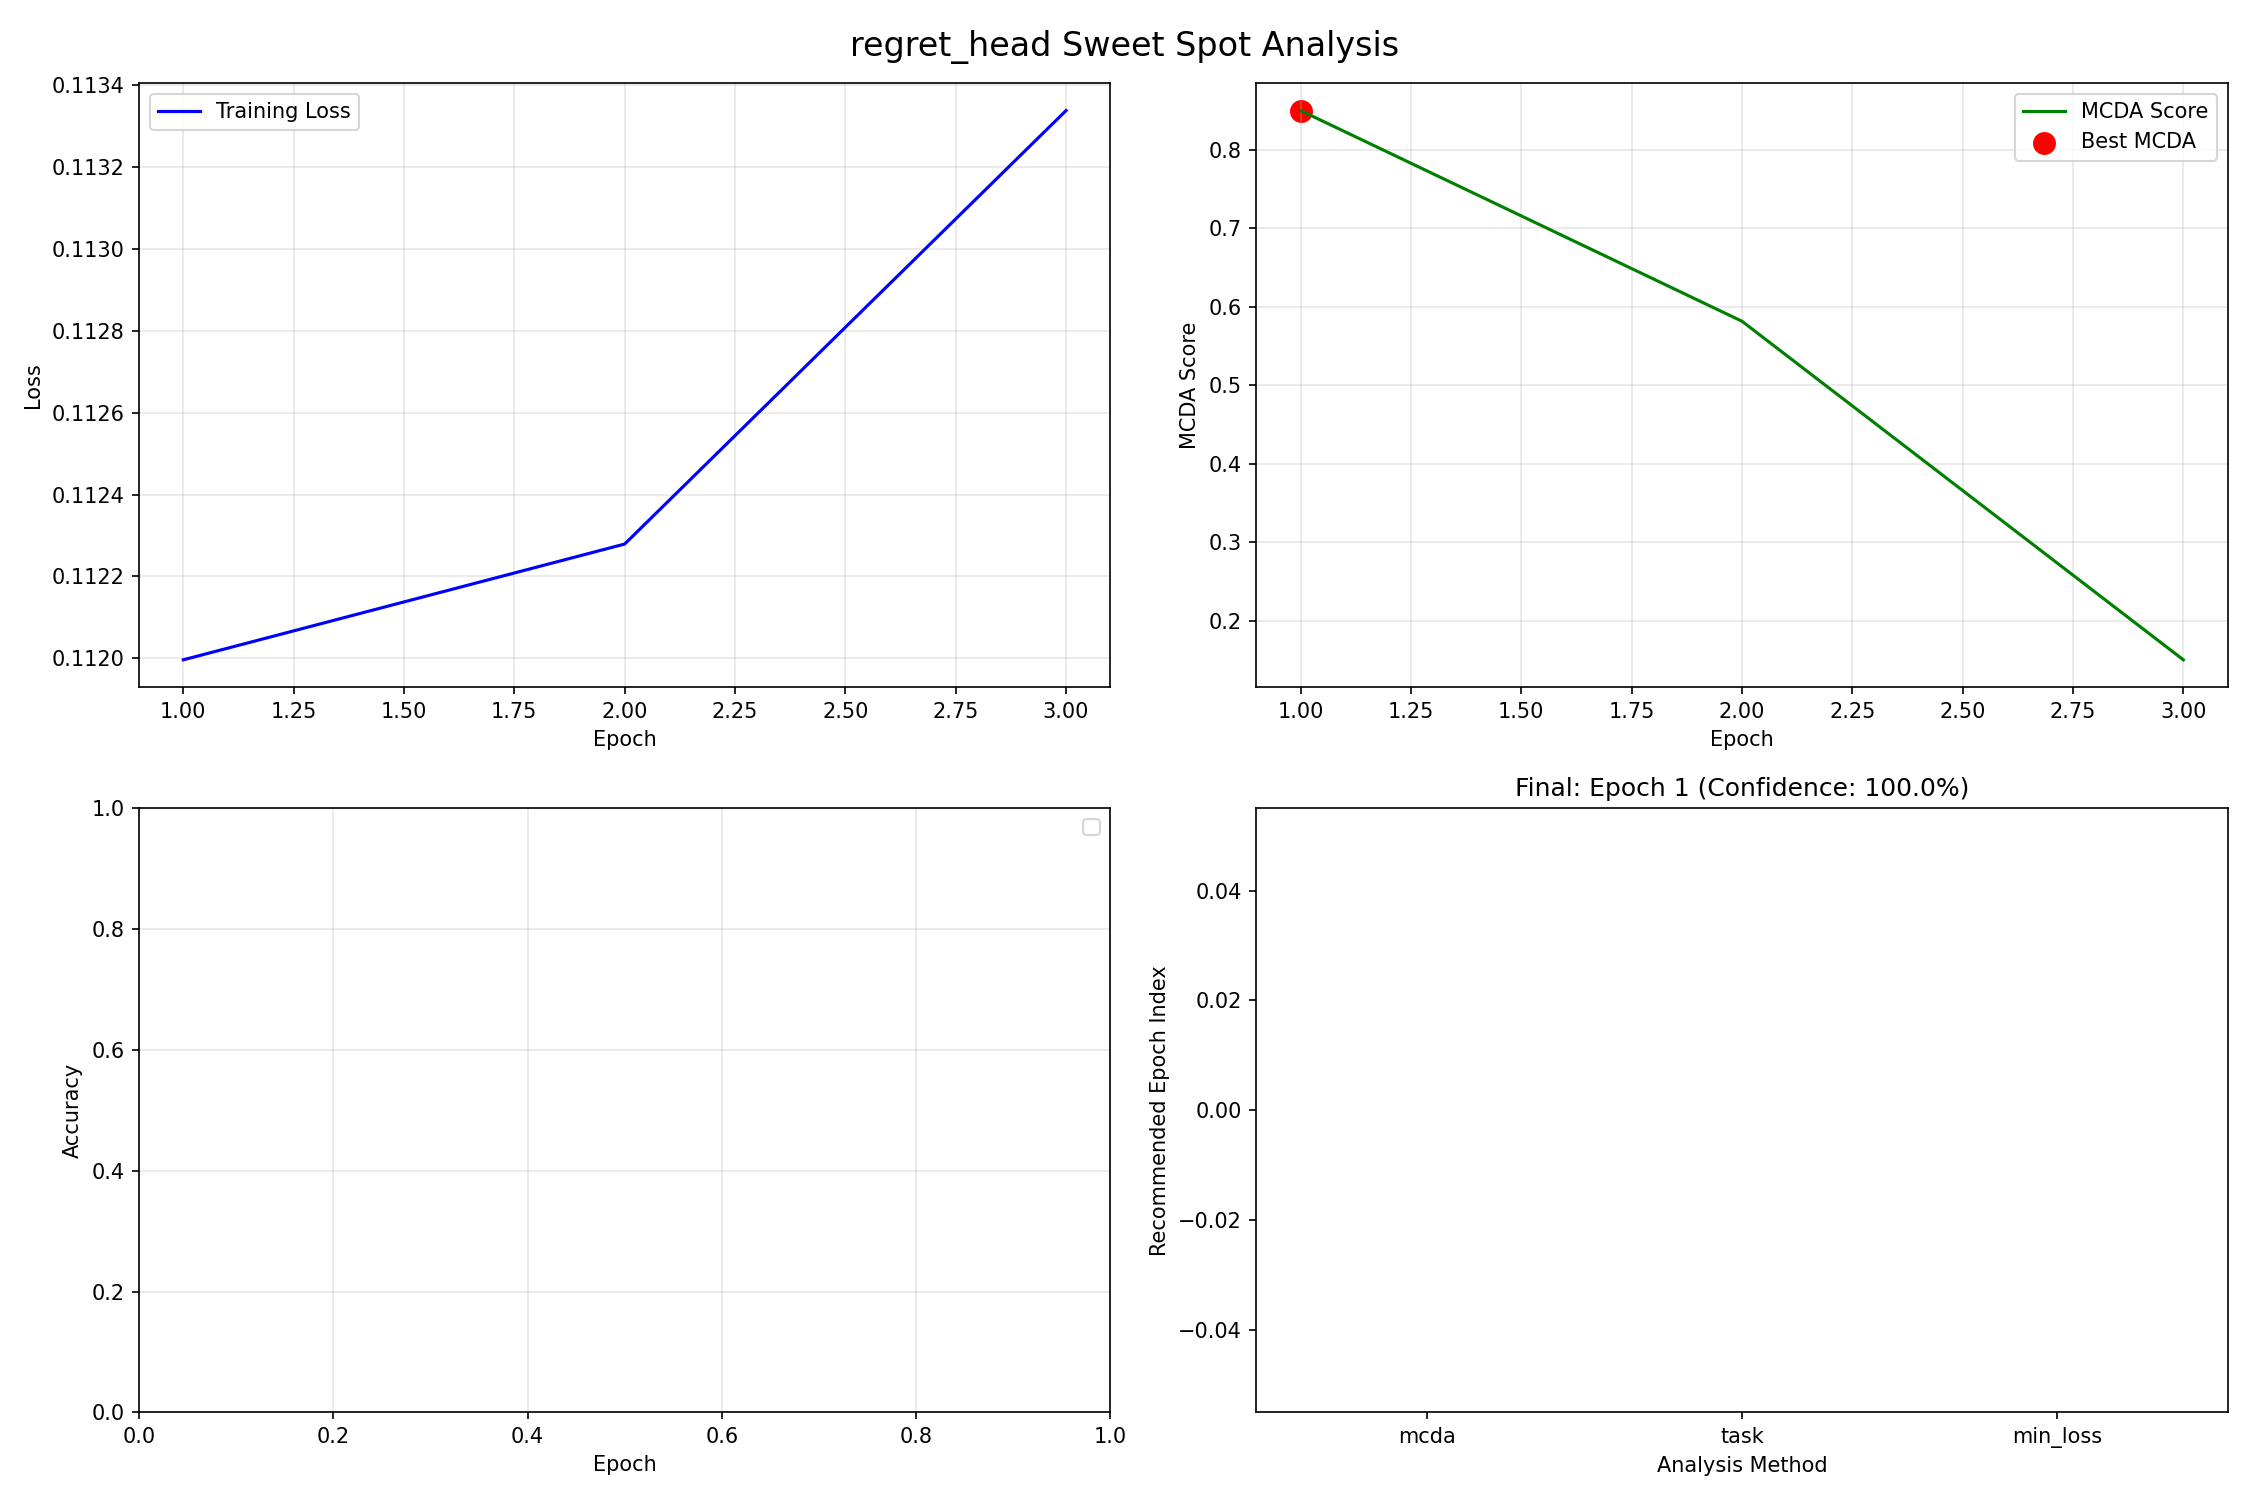 regret_head Sweet Spot Analysis
Training Loss
Loss
0.1134
0.1132
0.1130
0.1128
0.1126
0.1124
0.1122
0.1120
1.00 1.25 1.50 1.75 2.00 2.25 2.50 2.75 3.00
Epoch
MCDA Score
Best MCDA
MCDA Score
0.8
0.7
0.6
0.5
0.4
0.3
0.2
1.00 1.25 1.50 1.75 2.00 2.25 2.50 2.75 3.00
Epoch
Accuracy
1.0
0.8
0.6
0.4
0.2
0.0
0.0 0.2 0.4 0.6 0.8 1.0
Epoch
Final: Epoch 1 (Confidence: 100.0%)
Recommended Epoch Index
0.04
0.02
0.00
−0.02
−0.04
mcda task min_loss
Analysis Method